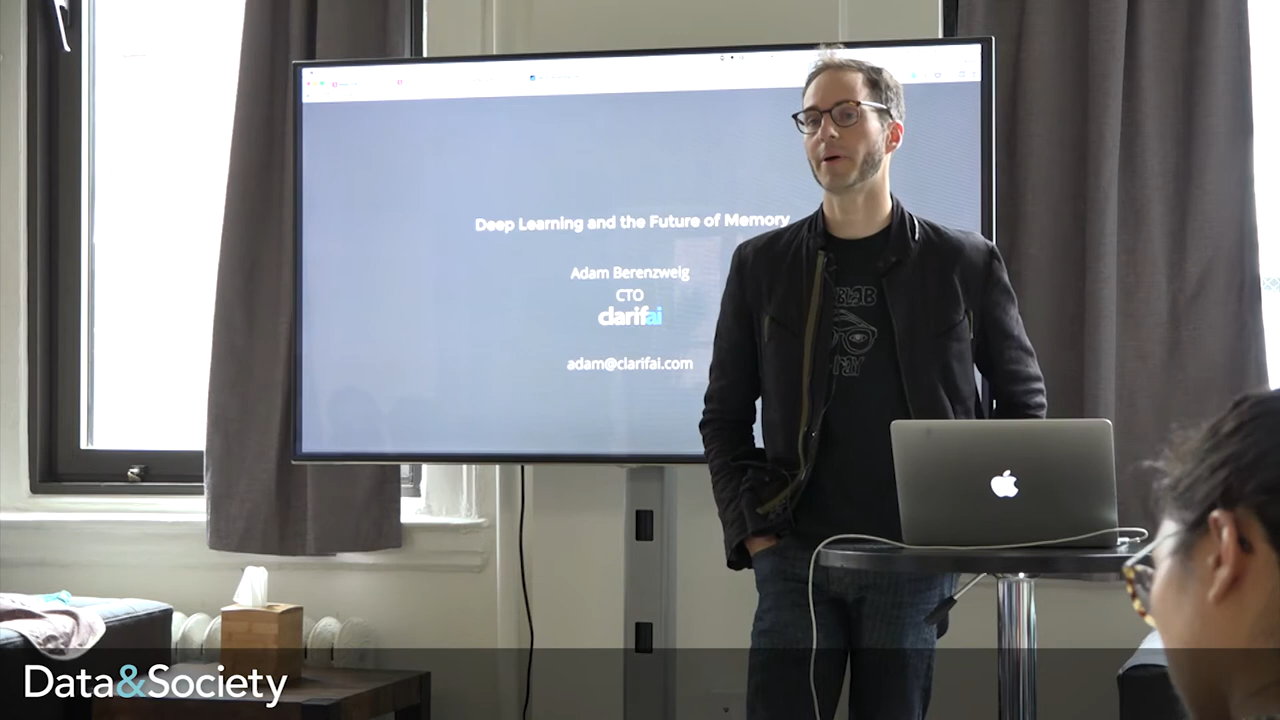 Deep Learning and the Future of Memory
Adam Berenzweig
CTO
clarifai
adam@clarifai.com
Data&Society